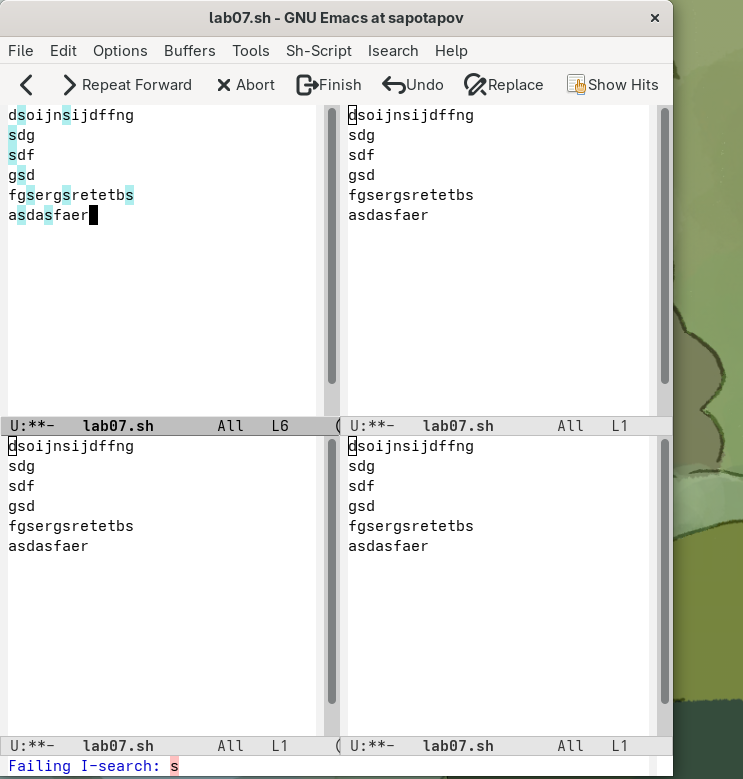 lab07.sh - GNU Emacs at sapotapov ×
File Edit Options Buffers Tools Sh-Script Isearch Help
Repeat Forward Abort Finish Undo Replace Show Hits
dsoijnsijdffng
sdg
sdf
gsd
fgsergsretetbs
asdasfaer
U:**- lab07.sh All L6 (
dsoijnsijdffng
sdg
sdf
gsd
fgsergsretetbs
asdasfaer
U:**- lab07.sh All L1
dsoijnsijdffng
sdg
sdf
gsd
fgsergsretetbs
asdasfaer
U:**- lab07.sh All L1 (
dsoijnsijdffng
sdg
sdf
gsd
fgsergsretetbs
asdasfaer
U:**- lab07.sh All L1
Failing I-search: s